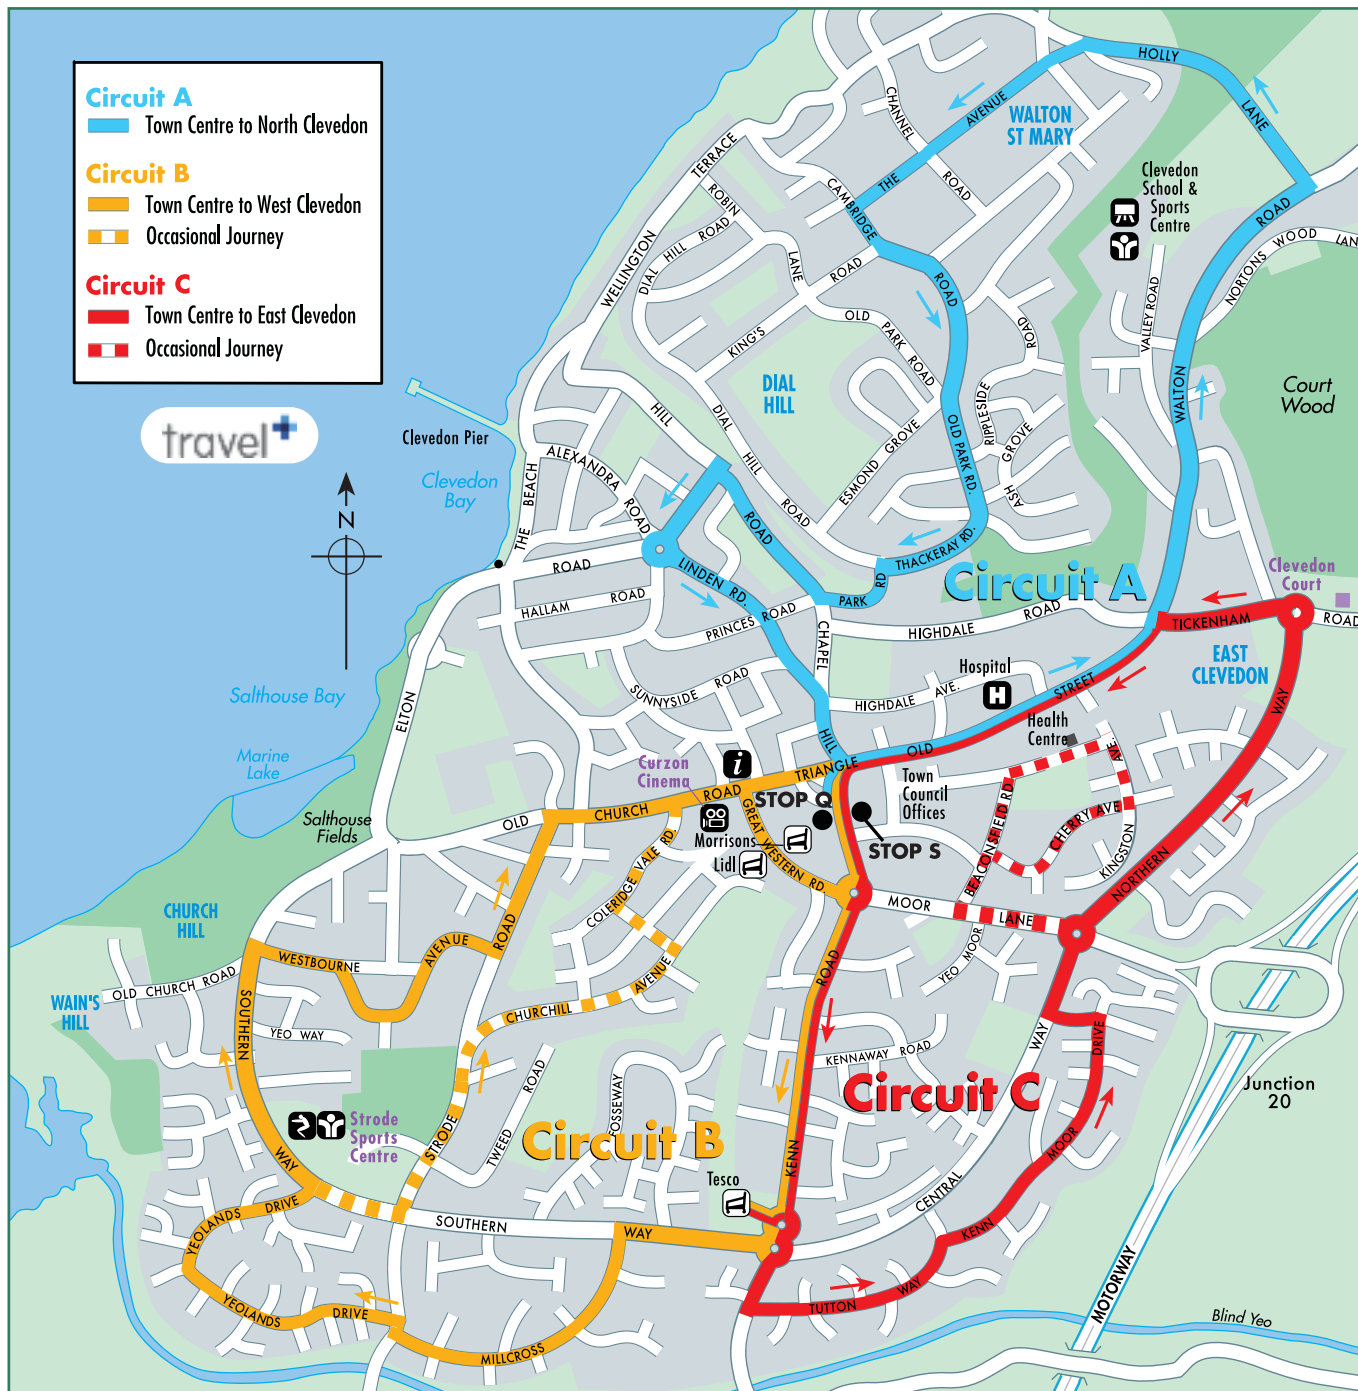 Circuit A
Town Centre to North Clevedon
Circuit B
Town Centre to West Clevedon
Occasional Journey
Circuit C
Town Centre to East Clevedon
Occasional Journey
travel+
N
HOLLY
LANE
THE AVENUE
CHANNEL ROAD
WALTON
ST MARY
Clevedon
School &
Sports
Centre
WELLINGTON TERRACE
ROBIN LANE
CAMBRIDGE ROAD
DIAL HILL ROAD
KING'S ROAD
OLD PARK ROAD
WALTON ROAD
NORTONS WOOD LAN
VALLEY ROAD
RIPPLESIDE ROAD
Court
Wood
DIAL
HILL
DIAL HILL ROAD
ESMOND GROVE
OLD PARK RD.
ASH GROVE
Clevedon Pier
Clevedon
Bay
THE BEACH
ALEXANDRA ROAD
HILL ROAD
THACKERAY RD.
PARK RD
Circuit A
Clevedon
Court
ROAD
LINDEN RD.
HALLAM ROAD
PRINCES ROAD
CHAPEL HILL
HIGHDALE ROAD
TICKENHAM
ROAD
EAST
CLEVEDON
Salthouse Bay
ELTON
SUNNYSIDE ROAD
HIGHDALE AVE.
Hospital
H
OLD STREET
Health
Centre
Marine
Lake
Curzon
Cinema
i
TRIANGLE
Salthouse
Fields
OLD CHURCH ROAD
STOP Q
Town
Council
Offices
STOP S
Morrisons
Lidl
GREAT WESTERN RD.
COLERIDGE VALE RD
BEACONSFIELD RD.
CHERRY AVE
KINGSTON AVE.
NORTHERN WAY
MOOR LANE
YEO MOOR
CHURCH
HILL
OLD CHURCH ROAD
WESTBOURNE AVENUE
ROAD
WAIN'S
HILL
SOUTHERN WAY
YEO WAY
CHURCHILL AVENUE
KENN ROAD
KENNAWAY ROAD
Circuit C
WAY
DRIVE
Junction
20
Strode
Sports
Centre
STRODE
TWEED ROAD
FOSSEWAY
Circuit B
Tesco
YEOLANDS DRIVE
SOUTHERN WAY
CENTRAL
KENN MOOR
YEOLANDS DRIVE
MILLCROSS
TUTTON WAY
MOTORWAY
Blind Yeo